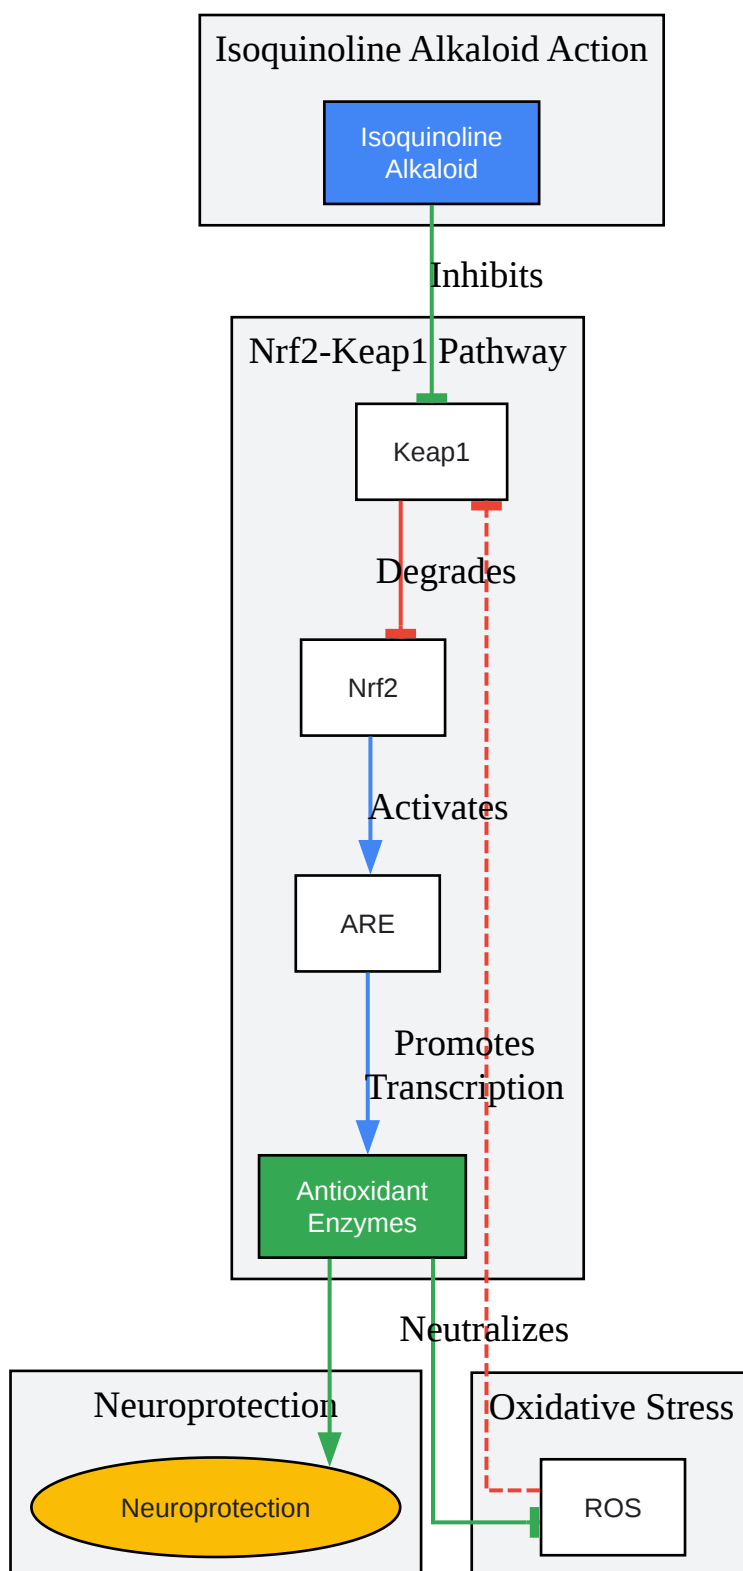 Isoquinoline Alkaloid Action
Isoquinoline
Alkaloid
Inhibits
Nrf2-Keap1 Pathway
Keap1
Degrades
Nrf2
Activates
ARE
Promotes
Transcription
Antioxidant
Enzymes
Neutralizes
Neuroprotection
Oxidative Stress
Neuroprotection
ROS